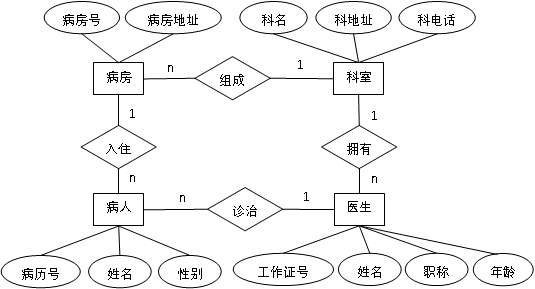 病房号 病房地址 科名 科地址 科电话
病房 n 组成 1 科室
1 1
入住 拥有
n n
病人 n 诊治 1 医生
病历号 姓名 性别 工作证号 姓名 职称 年龄